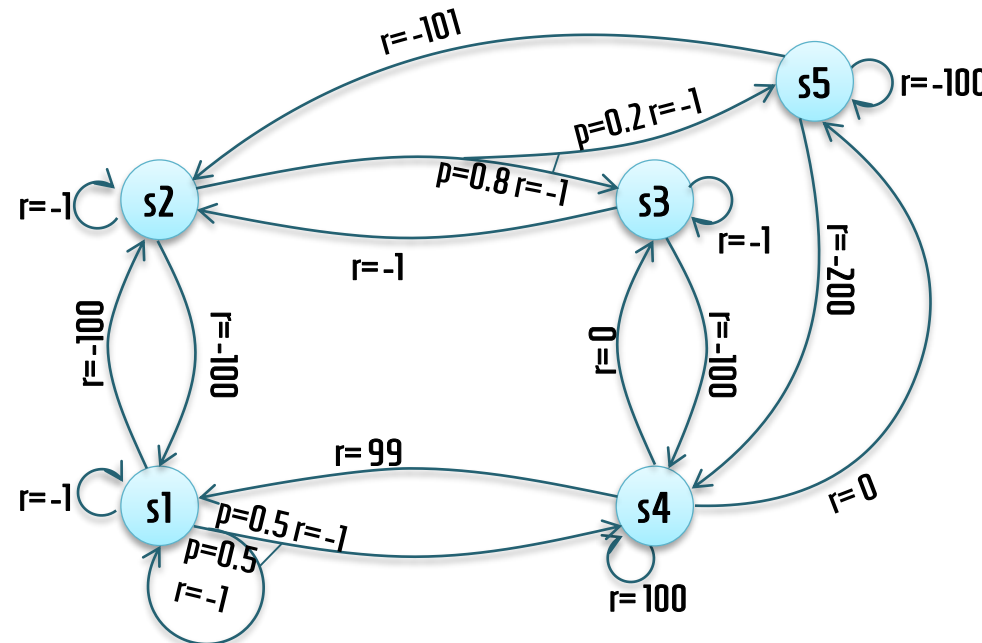 r= -101
s5
r= -100
p=0.2 r= -1
p=0.8 r= -1
s2
r= -1
s3
r= -1
r= -1
r=-200
r=-100
r=-100
r=0
r=-100
r= 99
r= -1
s1
p=0.5 r= -1
p=0.5
r= -1
s4
r= 0
r= 100